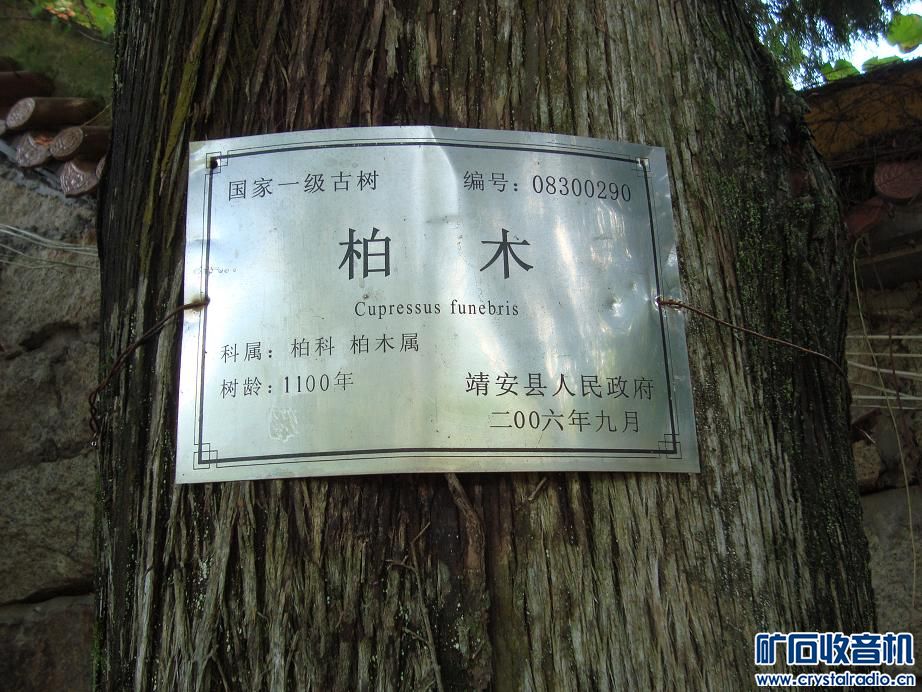 国家一级古树 编号：08300290
柏 木
Cupressus funebris
科属：柏科 柏木属
树龄：1100年 靖安县人民政府
二00六年九月
矿石收音机
www.crystalradio.cn